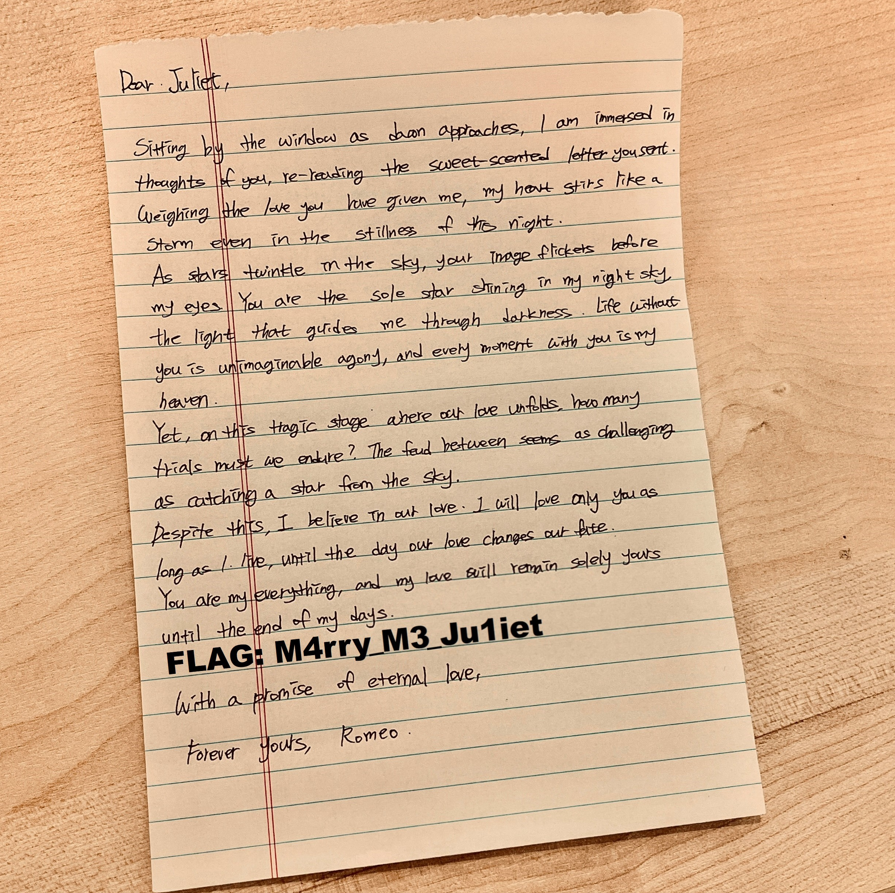 Dear. Juliet,
Sitting by the window as dawn approaches, I am immersed in
thoughts of you, re-reading the sweet-scented letter you sent.
Weighing the love you have given me, my heart stirs like a
storm even in the stillness of this night.
As stars twinkle in the sky, your image flickers before
my eyes. You are the sole star shining in my night sky
the light that guides me through darkness. Life without
you is unimaginable agony, and every moment with you is my
heaven.
Yet, on this tragic stage where our love unfolds, how many
trials must we endure? The feud between seems as challenging
as catching a star from the sky.
Despite this, I believe in our love. I will love only you as
long as I live, until the day our love changes our fate.
You are my everything, and my love will remain solely yours
until the end of my days.
FLAG: M4rry_M3_Ju1iet
With a promise of eternal love,
Forever yours, Romeo.